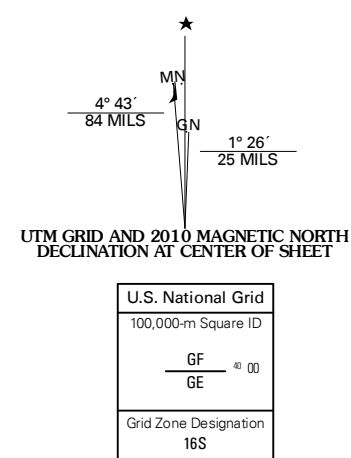 ★
MN
4° 43´
84 MILS
GN
1° 26´
25 MILS
UTM GRID AND 2010 MAGNETIC NORTH
DECLINATION AT CENTER OF SHEET
U.S. National Grid
100,000-m Square ID
GF
40 00
GE
Grid Zone Designation
16S